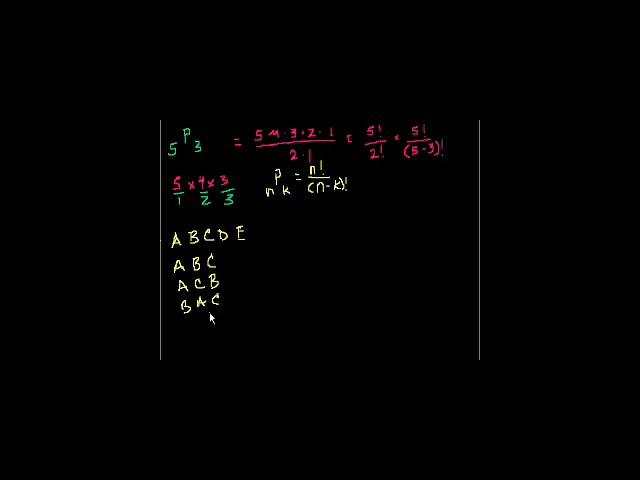 5P3 = 5·4·3·2·1 / 2·1 = 5!/2! = 5!/(5-3)!
5/1 × 4/2 × 3/3 nPk = n!/(n-k)!
A B C D E
A B C
A C B
B A C